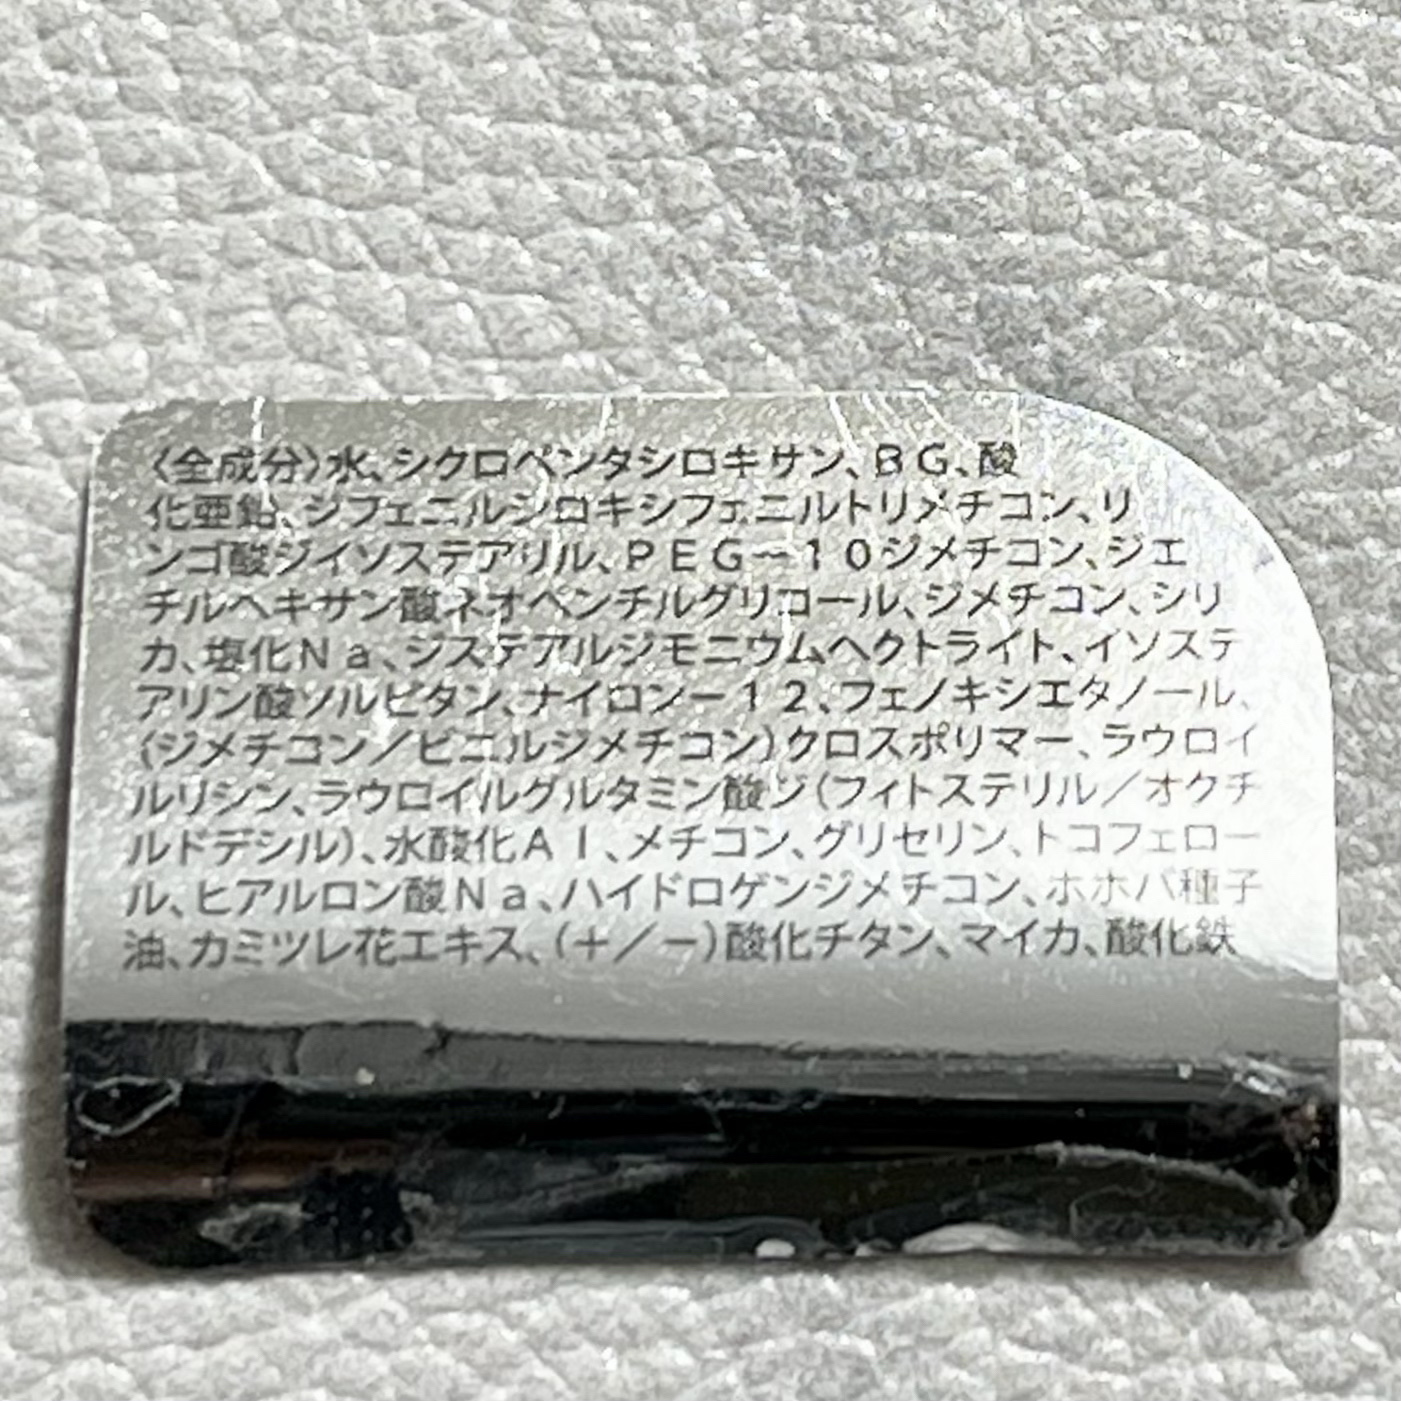 〈全成分〉水、シクロペンタシロキサン、BG、酸
化亜鉛、ジフェニルシロキシフェニルトリメチコン、リ
ンゴ酸ジイソステアリル、PEG－10ジメチコン、ジエ
チルヘキサン酸ネオペンチルグリコール、ジメチコン、シリ
カ、塩化Na、ジステアルジモニウムヘクトライト、イソステ
アリン酸ソルビタン、ナイロン－12、フェノキシエタノール、
(ジメチコン／ビニルジメチコン)クロスポリマー、ラウロイ
ルリシン、ラウロイルグルタミン酸ジ(フィトステリル／オクチ
ルドデシル)、水酸化Al、メチコン、グリセリン、トコフェロー
ル、ヒアルロン酸Na、ハイドロゲンジメチコン、ホホバ種子
油、カミツレ花エキス、(＋／－)酸化チタン、マイカ、酸化鉄